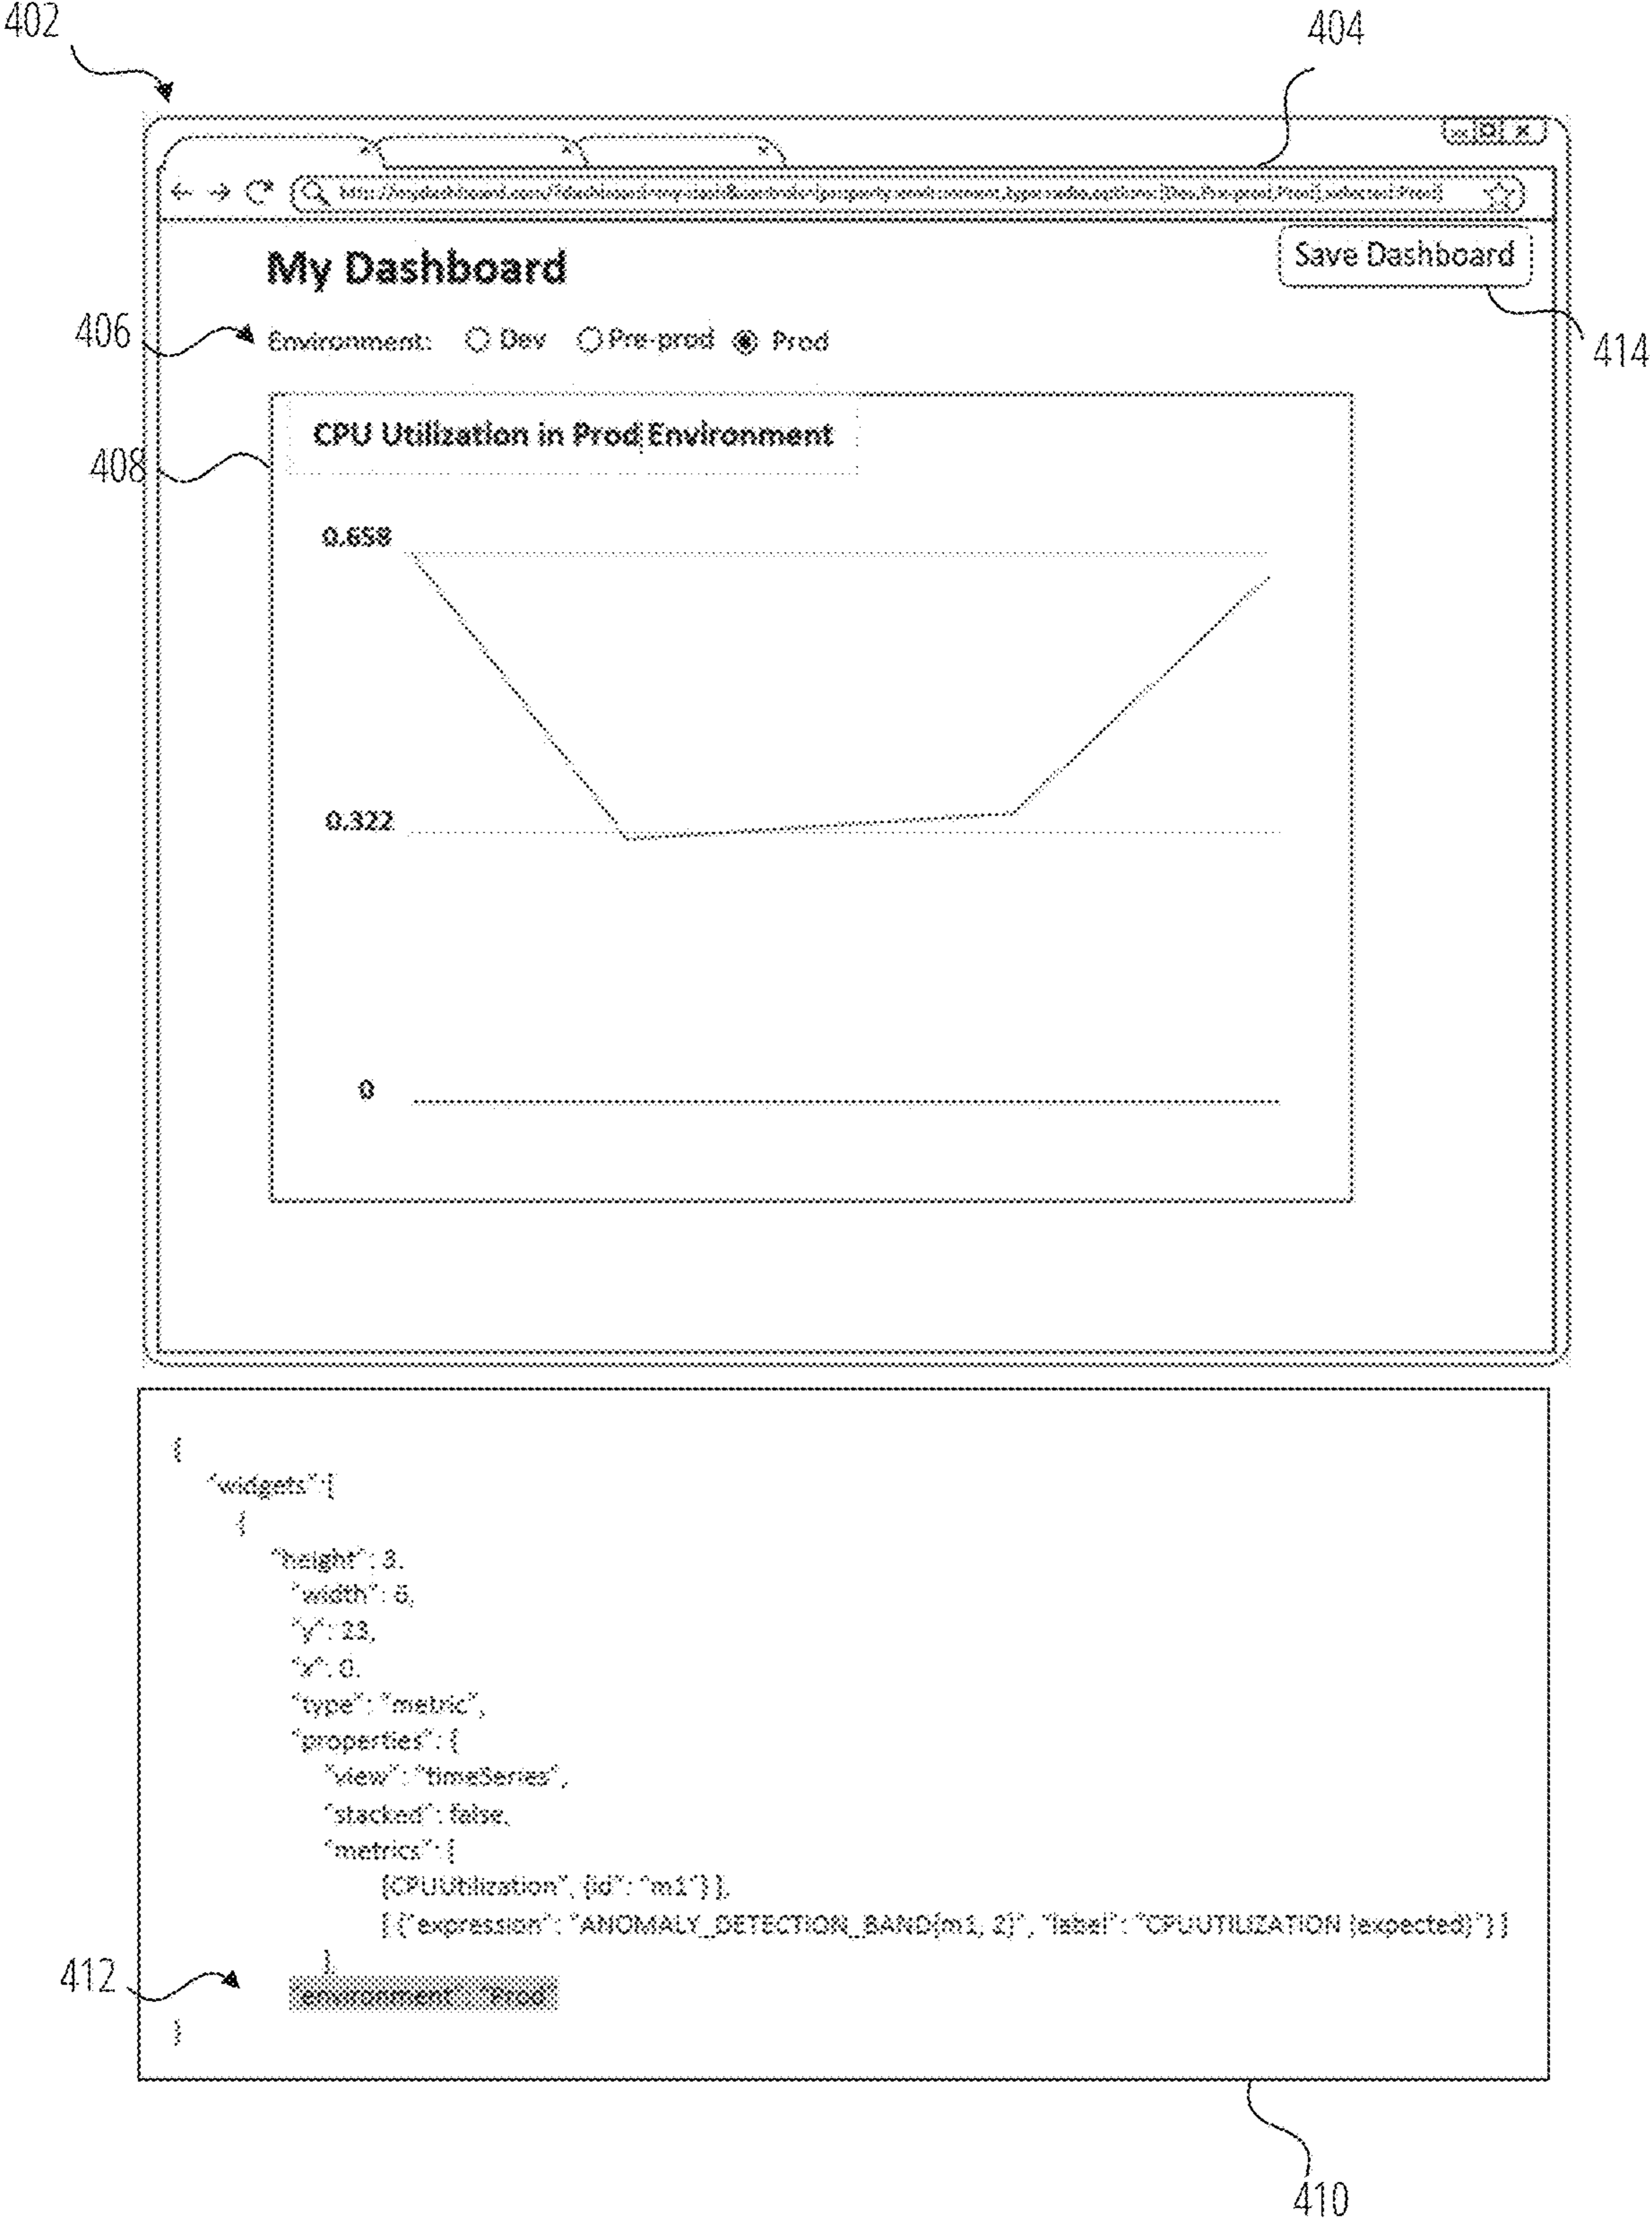 402
404
My Dashboard
Save Dashboard
406
Environment: Dev Pre-prod Prod
414
CPU Utilization in Prod Environment
408
0.658
0.322
0
{
"widgets":[
{
"height": 3,
"width": 6,
"y": 33,
"x": 0,
"type": "metric",
"properties": {
"view": "timeSeries",
"stacked": false,
"metrics": [
[CPUUtilization", {id": "m1"} ],
[ {"expression": "ANOMALY_DETECTION_BAND(m1, 2)", "label": "CPUUTILIZATION (expected)"} ]
],
412
"environment": "Prod"
}
410